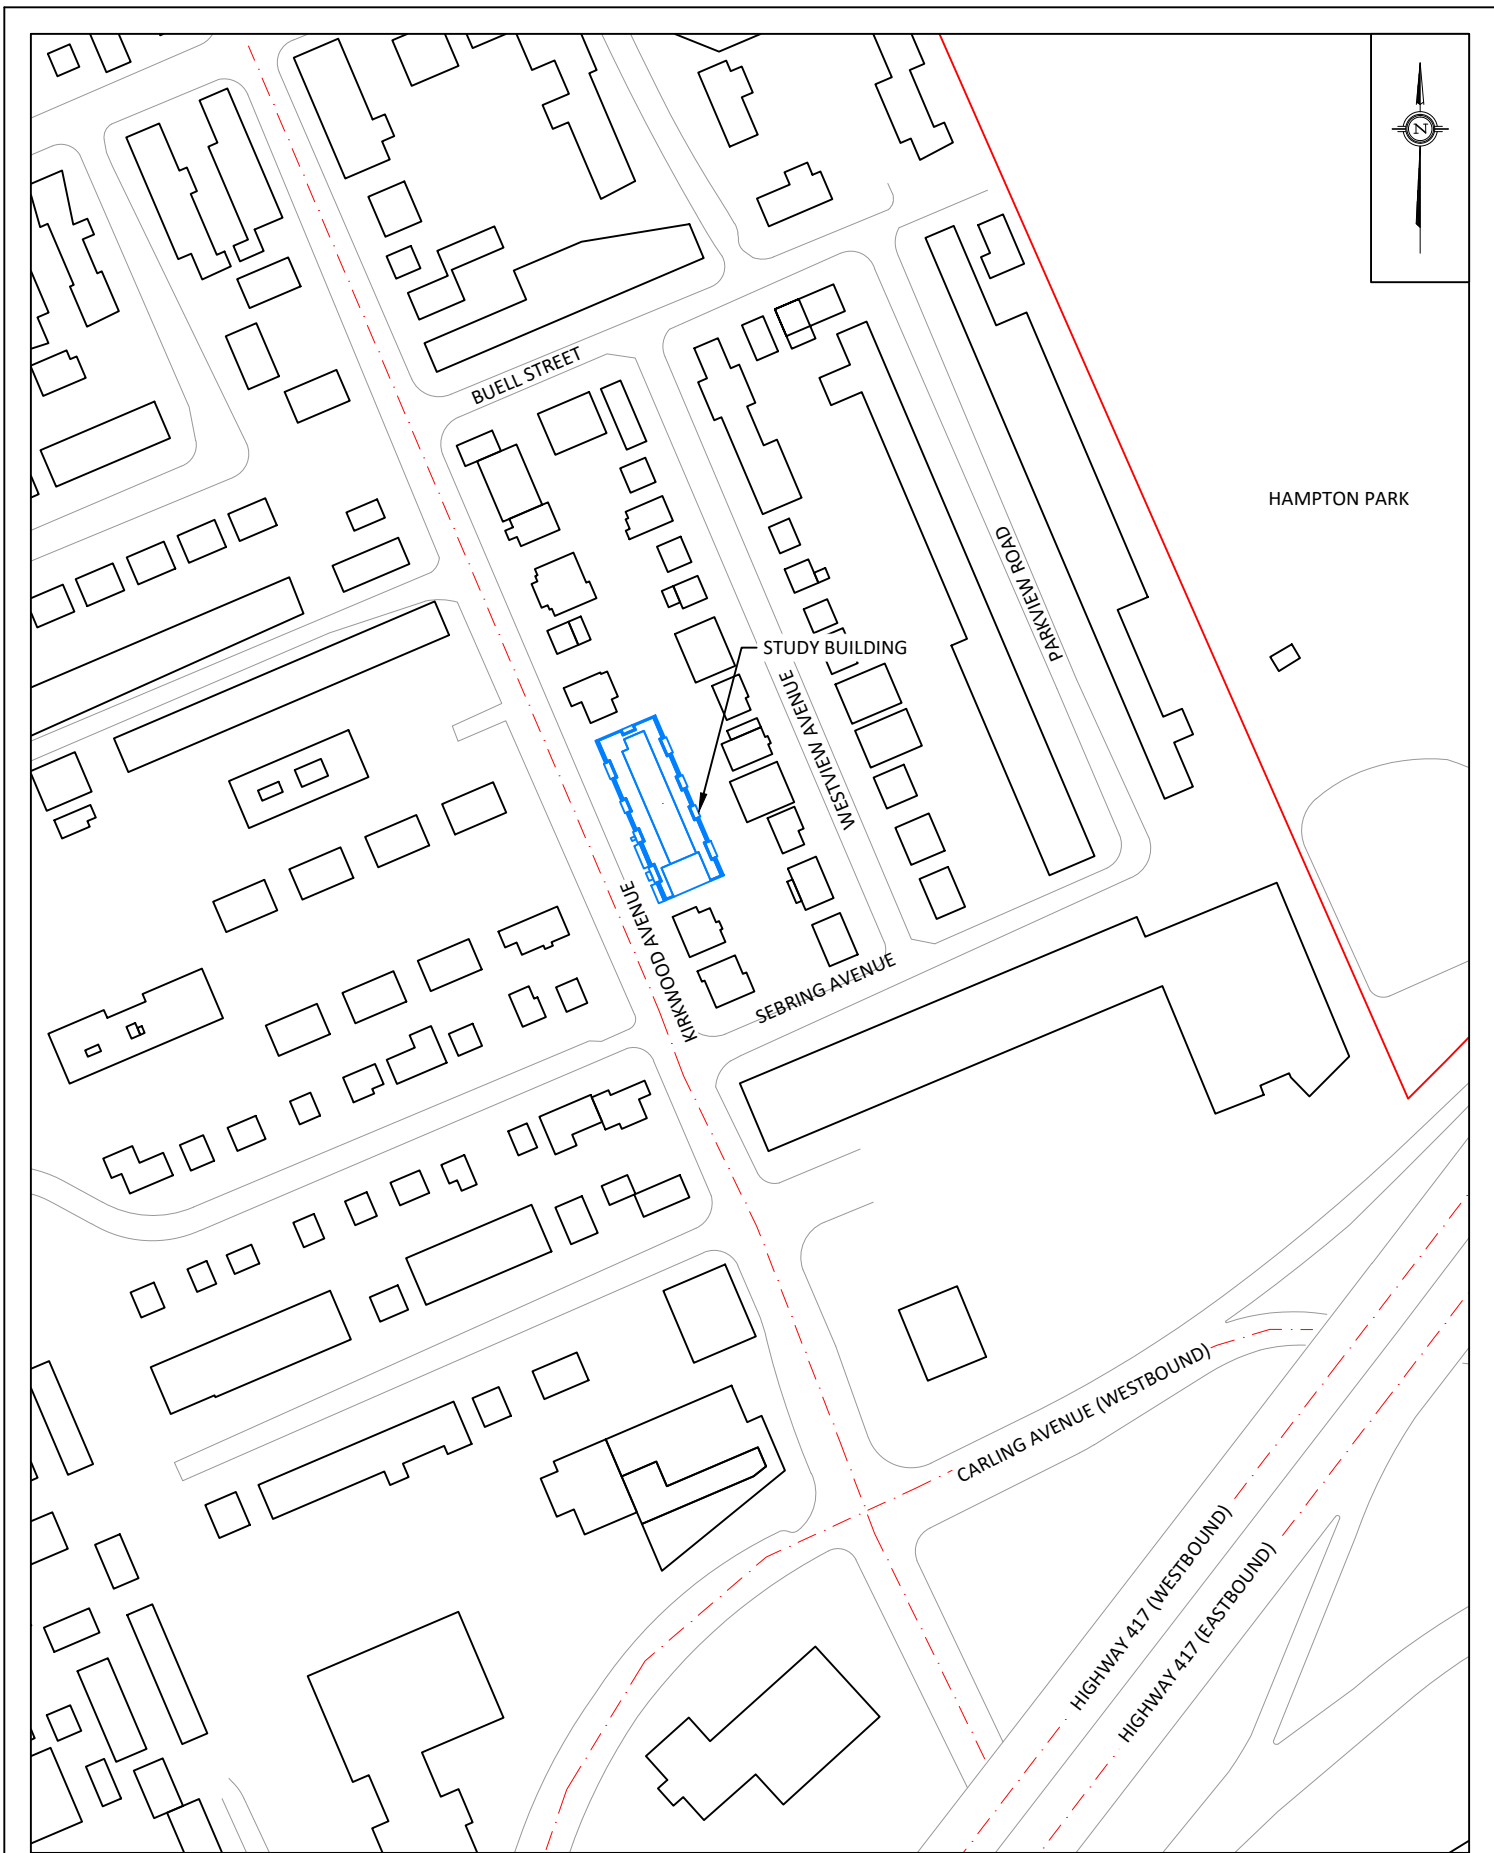 N
BUELL STREET
HAMPTON PARK
PARKVIEW ROAD
STUDY BUILDING
WESTVIEW AVENUE
KIRKWOOD AVENUE
SEBRING AVENUE
CARLING AVENUE (WESTBOUND)
HIGHWAY 417 (WESTBOUND)
HIGHWAY 417 (EASTBOUND)